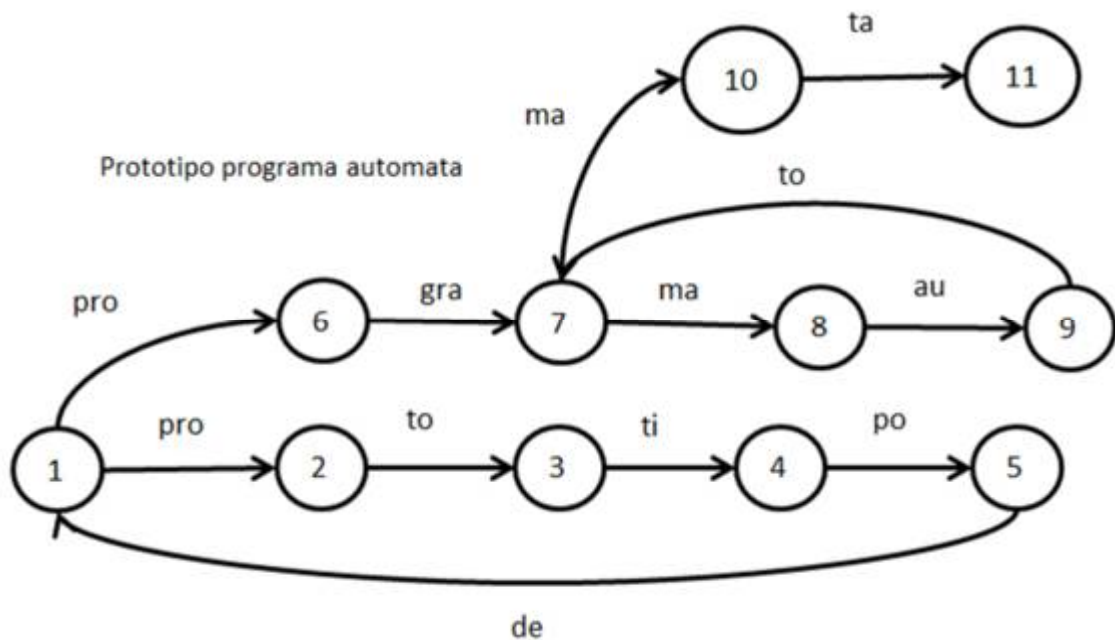 ta
10
11
ma
Prototipo programa automata
to
pro
gra
ma
au
6
7
8
9
pro
to
ti
po
1
2
3
4
5
de